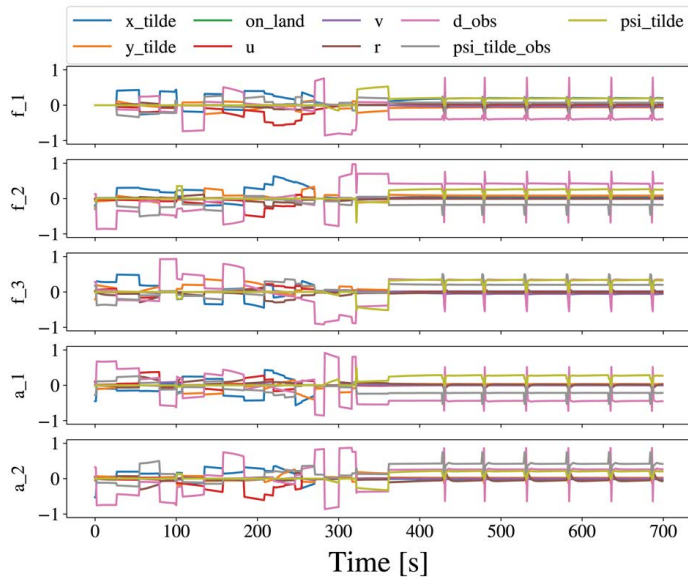 x_tilde on_land v d_obs psi_tilde
y_tilde u r psi_tilde_obs
f_1
1
0
−1
f_2
1
0
−1
f_3
1
0
−1
a_1
1
0
−1
a_2
1
0
−1
0 100 200 300 400 500 600 700
Time [s]